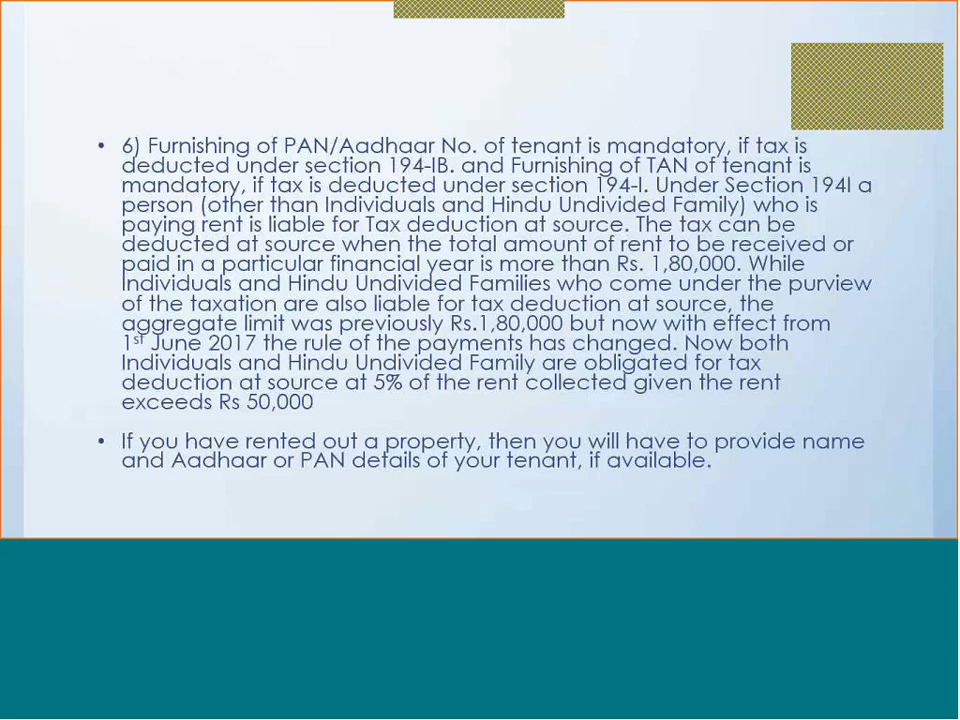 • 6) Furnishing of PAN/Aadhaar No. of tenant is mandatory, if tax is
deducted under section 194-IB. and Furnishing of TAN of tenant is
mandatory, if tax is deducted under section 194-I. Under Section 194I a
person (other than Individuals and Hindu Undivided Family) who is
paying rent is liable for Tax deduction at source. The tax can be
deducted at source when the total amount of rent to be received or
paid in a particular financial year is more than Rs. 1,80,000. While
Individuals and Hindu Undivided Families who come under the purview
of the taxation are also liable for tax deduction at source, the
aggregate limit was previously Rs.1,80,000 but now with effect from
1st June 2017 the rule of the payments has changed. Now both
Individuals and Hindu Undivided Family are obligated for tax
deduction at source at 5% of the rent collected given the rent
exceeds Rs 50,000
• If you have rented out a property, then you will have to provide name
and Aadhaar or PAN details of your tenant, if available.